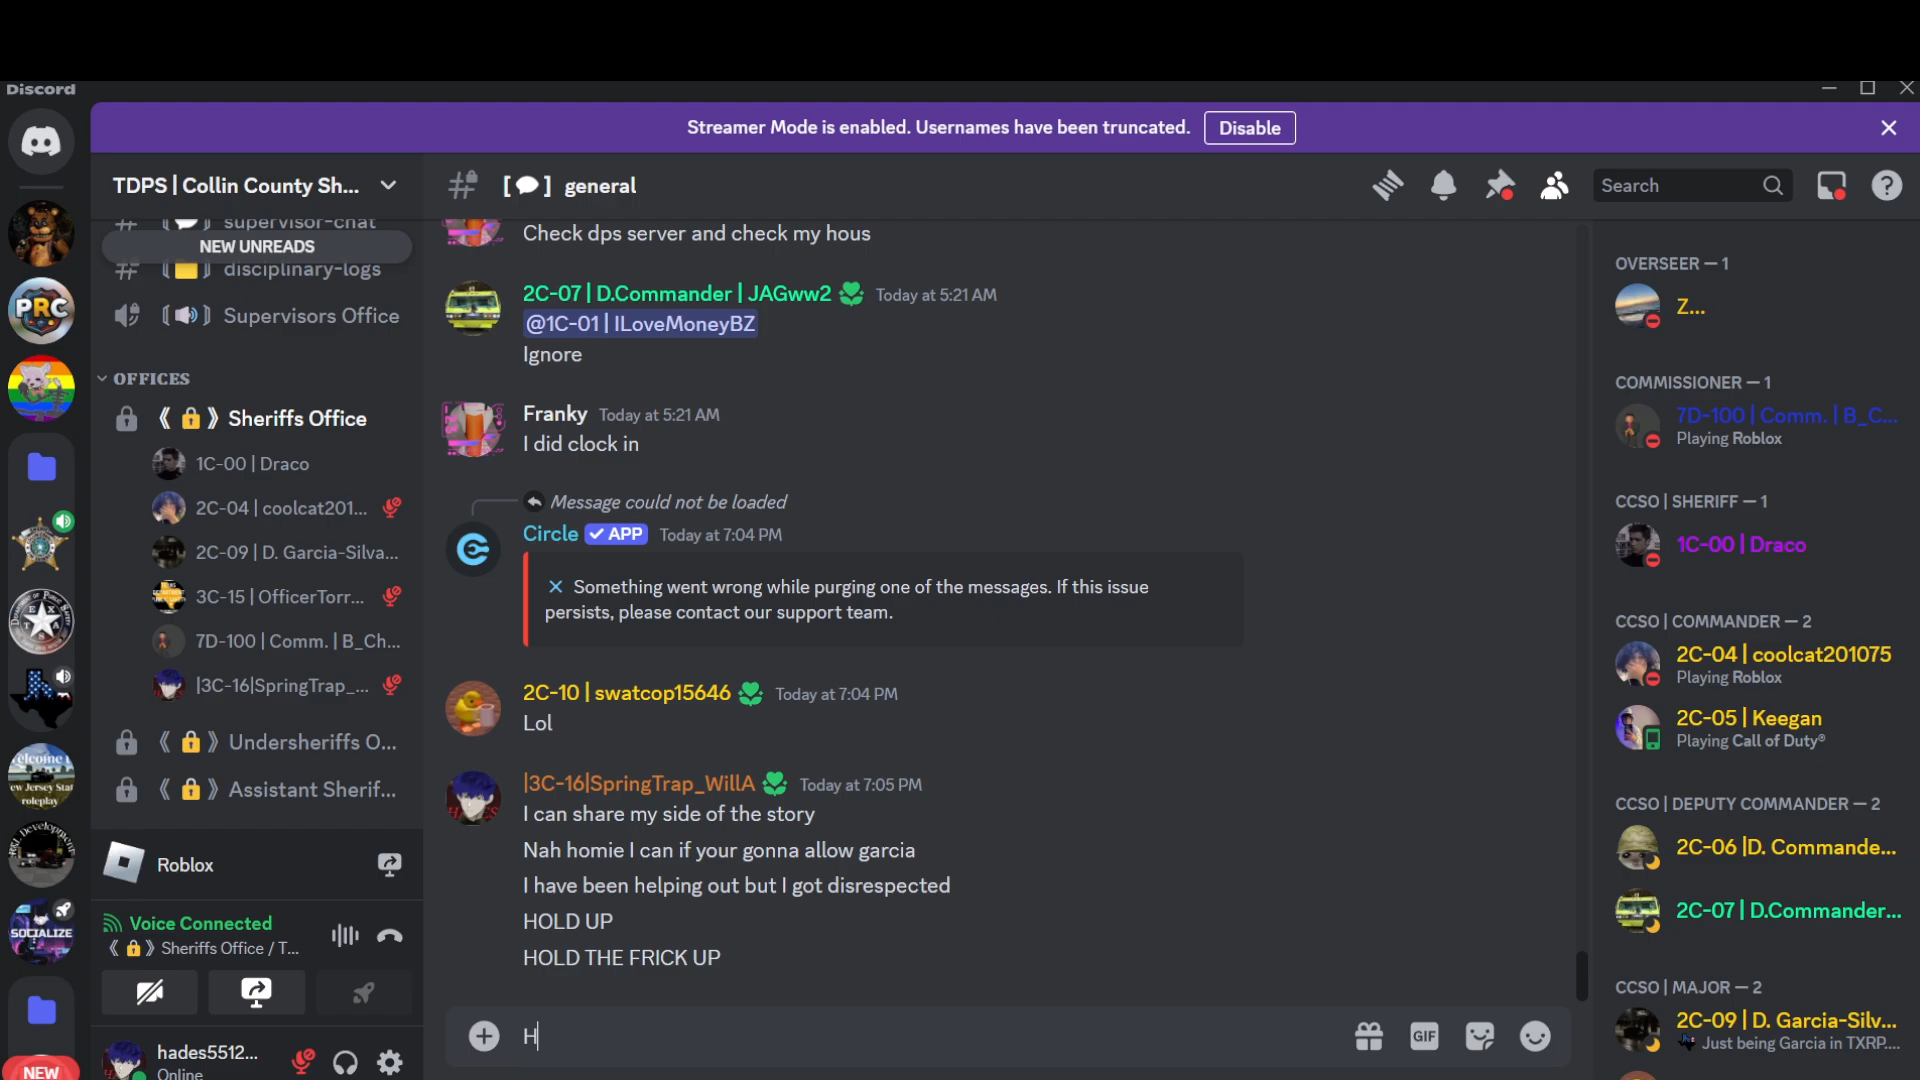 Discord
Streamer Mode is enabled. Usernames have been truncated. Disable
TDPS | Collin County Sh...
[ 💬 ] general
Search
supervisor-chat
NEW UNREADS
disciplinary-logs
Supervisors Office
OFFICES
Sheriffs Office
1C-00 | Draco
2C-04 | coolcat201...
2C-09 | D. Garcia-Silva...
3C-15 | OfficerTorr...
7D-100 | Comm. | B_Ch...
|3C-16|SpringTrap_...
Undersheriffs O...
Assistant Sherif...
Roblox
Voice Connected
Sheriffs Office / T...
hades5512...
Online
PRC
SOCIALIZE
NEW
Check dps server and check my hous
2C-07 | D.Commander | JAGww2 Today at 5:21 AM
@1C-01 | ILoveMoneyBZ
Ignore
Franky Today at 5:21 AM
I did clock in
Message could not be loaded
Circle ✓ APP Today at 7:04 PM
✕ Something went wrong while purging one of the messages. If this issue
persists, please contact our support team.
2C-10 | swatcop15646 Today at 7:04 PM
Lol
|3C-16|SpringTrap_WillA Today at 7:05 PM
I can share my side of the story
Nah homie I can if your gonna allow garcia
I have been helping out but I got disrespected
HOLD UP
HOLD THE FRICK UP
H
GIF
OVERSEER — 1
Z...
COMMISSIONER — 1
7D-100 | Comm. | B_C...
Playing Roblox
CCSO | SHERIFF — 1
1C-00 | Draco
CCSO | COMMANDER — 2
2C-04 | coolcat201075
Playing Roblox
2C-05 | Keegan
Playing Call of Duty®
CCSO | DEPUTY COMMANDER — 2
2C-06 |D. Commande...
2C-07 | D.Commander...
CCSO | MAJOR — 2
2C-09 | D. Garcia-Silv...
Just being Garcia in TXRP....